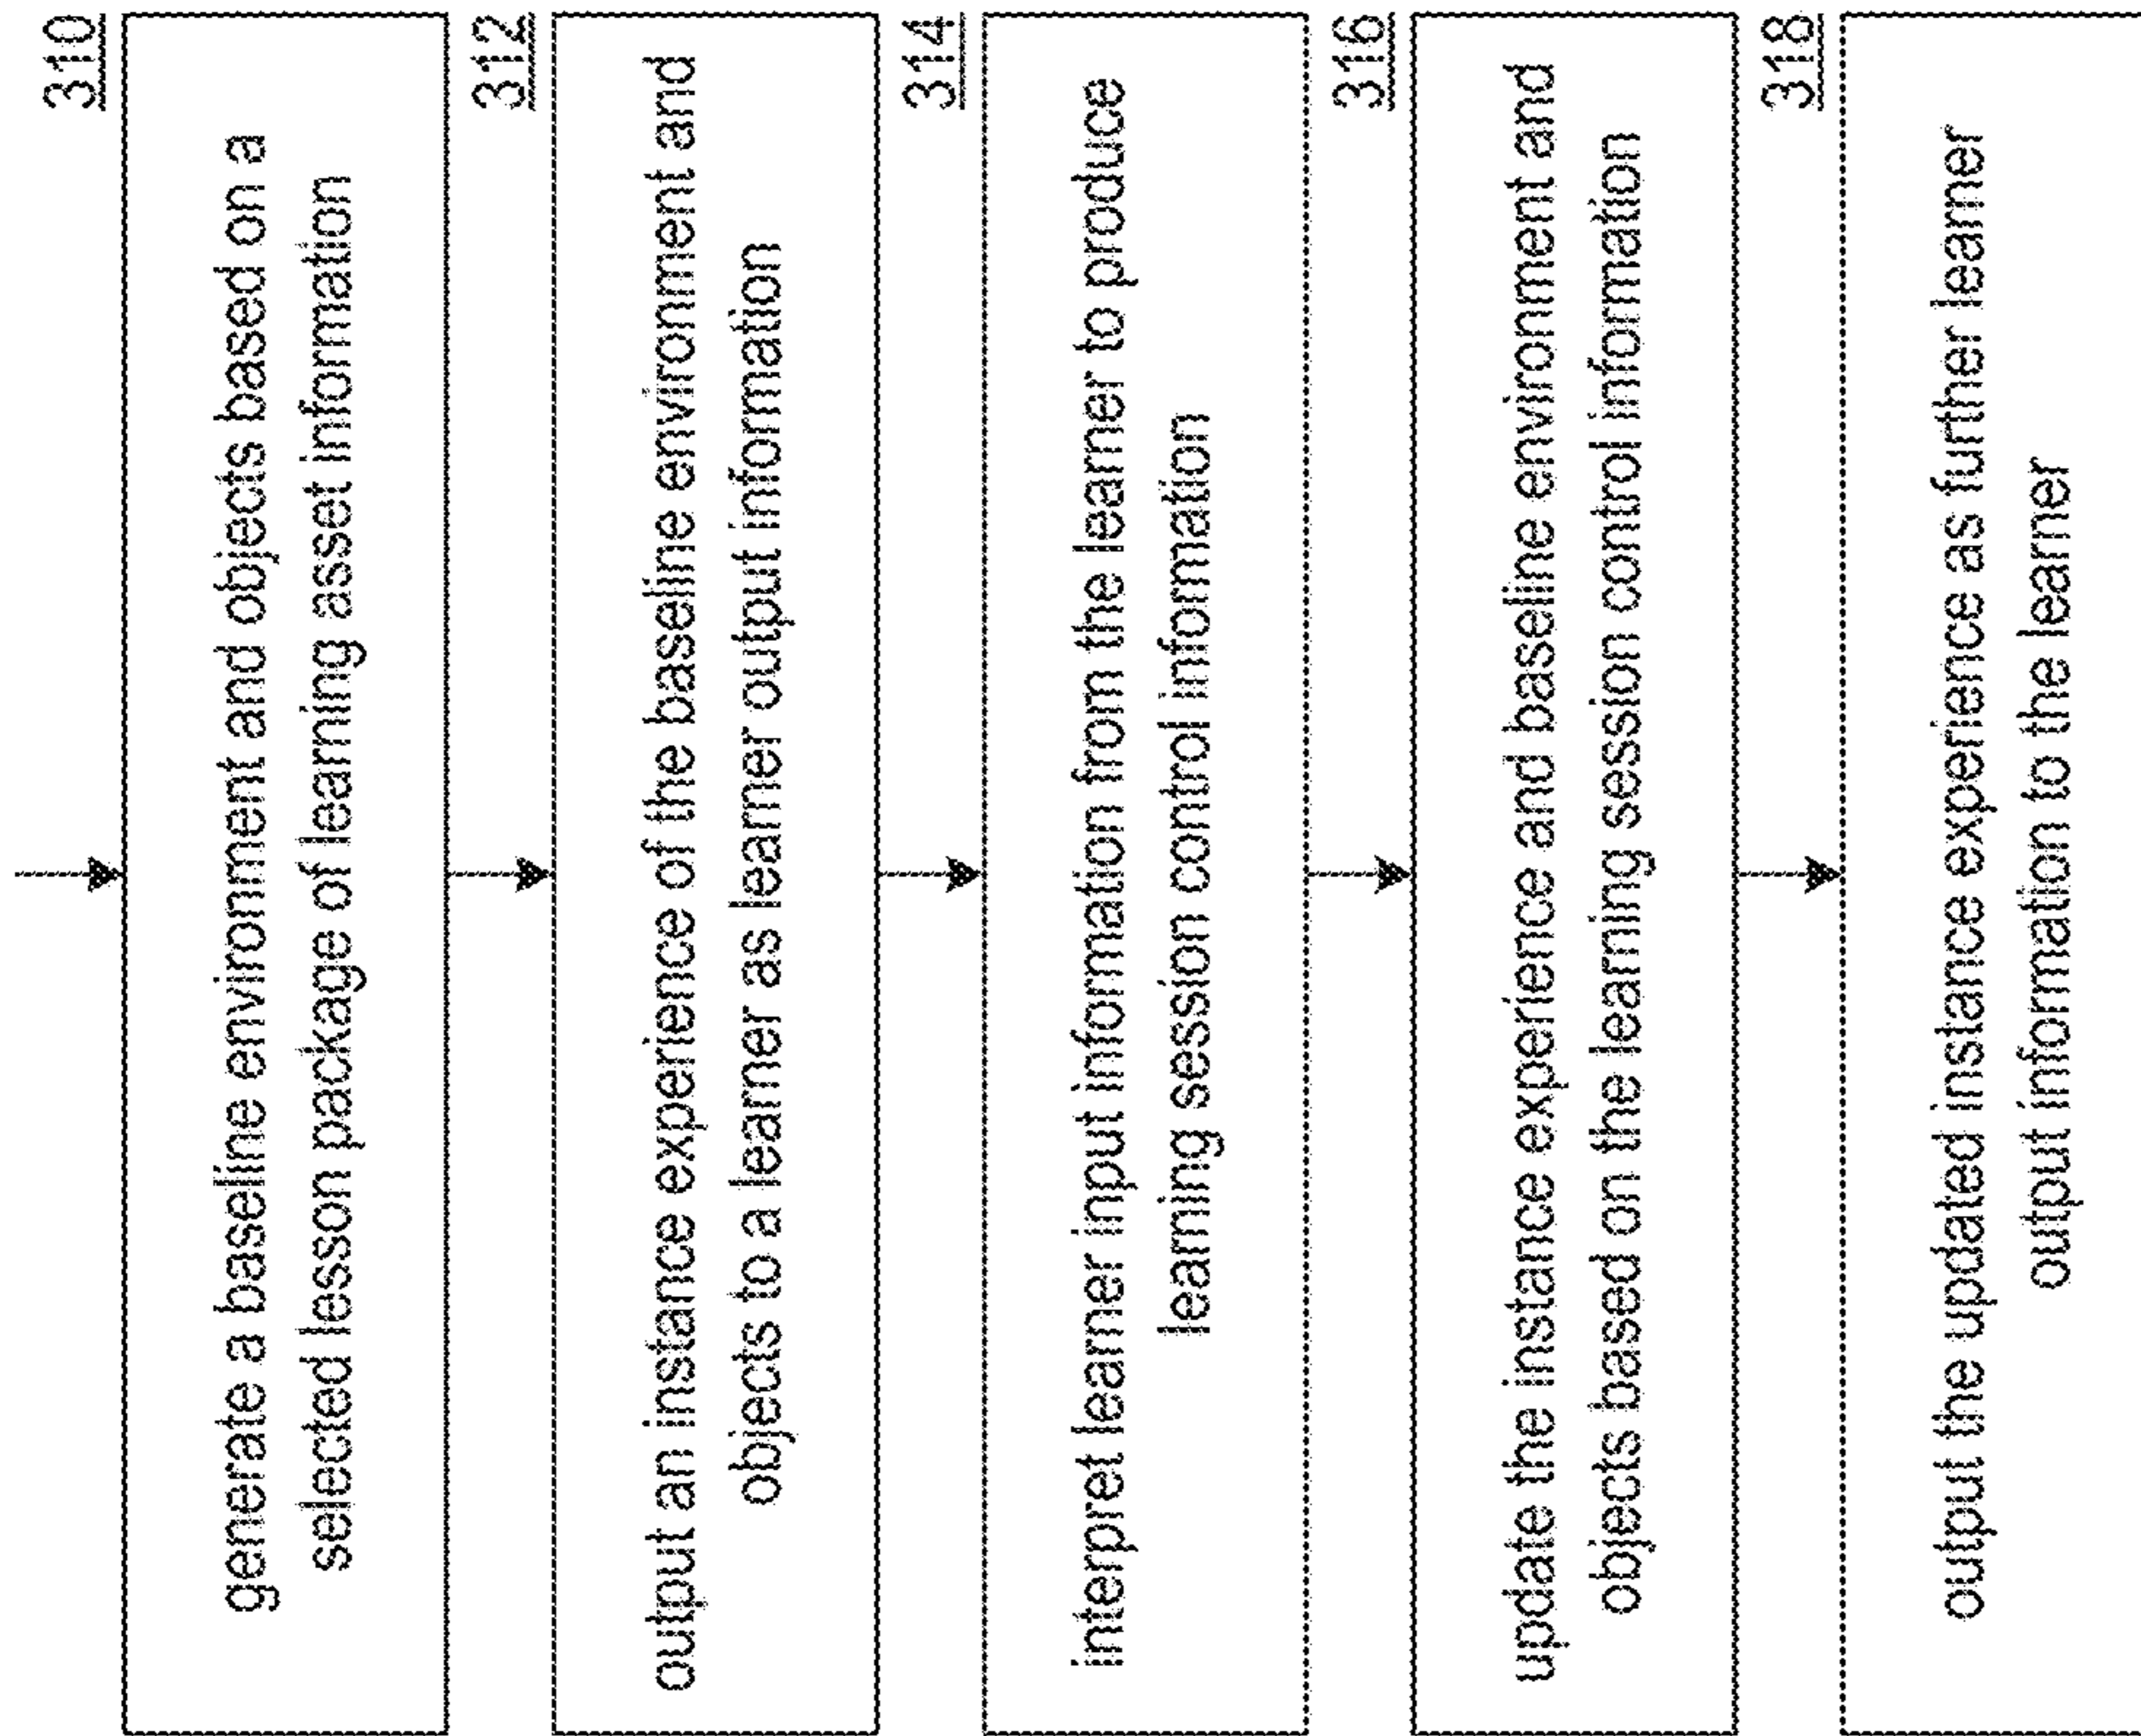 310
generate a baseline environment and objects based on a
selected lesson package of learning asset information
312
output an instance experience of the baseline environment and
objects to a learner as learner output information
314
interpret learner input information from the learner to produce
learning session control information
316
update the instance experience and baseline environment and
objects based on the learning session control information
318
output the updated instance experience as further learner
output information to the learner